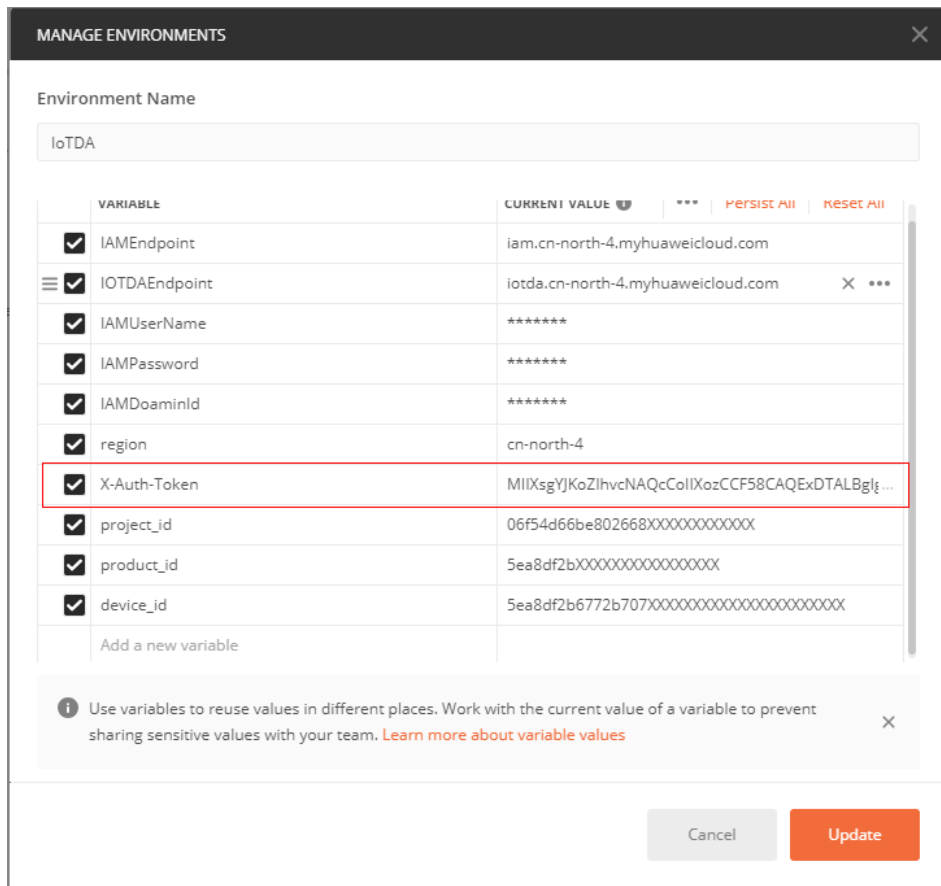 MANAGE ENVIRONMENTS
Environment Name
IoTDA
VARIABLE CURRENT VALUE ••• Persist All Reset All
IAMEndpoint iam.cn-north-4.myhuaweicloud.com
IOTDAEndpoint iotda.cn-north-4.myhuaweicloud.com •••
IAMUserName *******
IAMPassword *******
IAMDoaminId *******
region cn-north-4
X-Auth-Token
project_id 06f54d66be802668XXXXXXXXXXXX
product_id 5ea8df2bXXXXXXXXXXXXXXXX
device_id 5ea8df2b6772b707XXXXXXXXXXXXXXXXXXXXXXX
Add a new variable
Use variables to reuse values in different places. Work with the current value of a variable to prevent
sharing sensitive values with your team. Learn more about variable values
Cancel Update